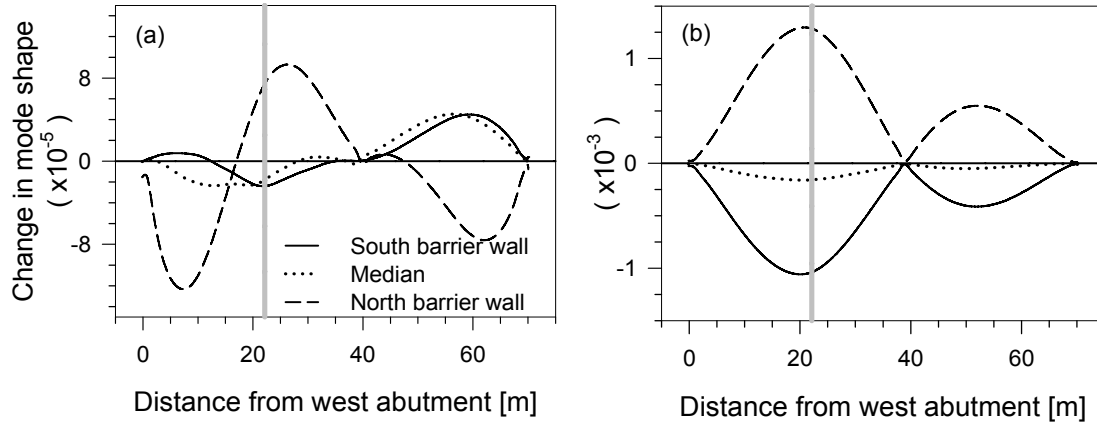 (a)
Change in mode shape
( x10-5)
8
0
-8
South barrier wall
Median
North barrier wall
0 20 40 60
Distance from west abutment [m]
(b)
( x10-3)
1
0
-1
0 20 40 60
Distance from west abutment [m]